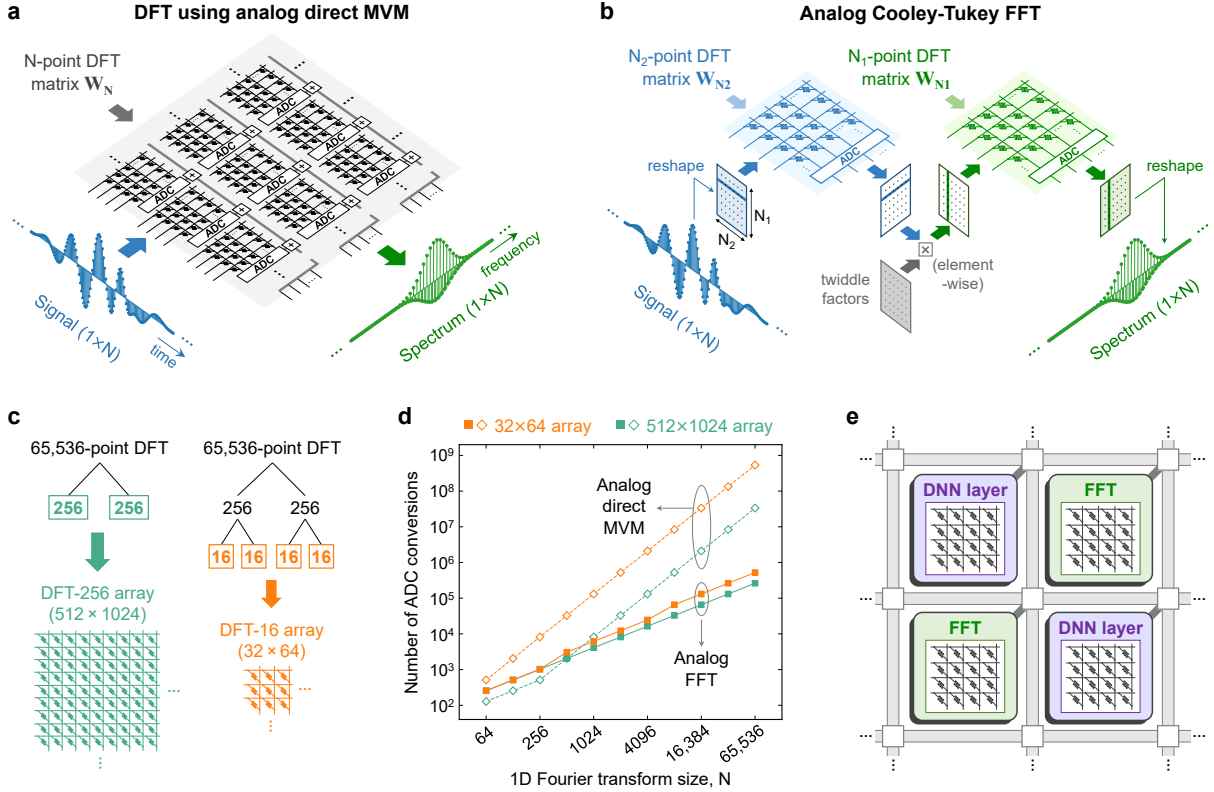 a
DFT using analog direct MVM
N-point DFT
matrix W_N
ADC
+
ADC
+
ADC
+
ADC
+
ADC
+
ADC
+
ADC
+
ADC
+
ADC
+
Signal (1×N)
time
Spectrum (1×N)
frequency
b
Analog Cooley-Tukey FFT
N₂-point DFT
matrix W_N2
N₁-point DFT
matrix W_N1
ADC
ADC
reshape
reshape
N₁
N₂
×
(element
-wise)
twiddle
factors
Signal (1×N)
Spectrum (1×N)
c
65,536-point DFT
256 256
DFT-256 array
(512 × 1024)
65,536-point DFT
256 256
16 16 16 16
DFT-16 array
(32 × 64)
d
32×64 array
512×1024 array
Number of ADC conversions
10⁹
10⁸
10⁷
10⁶
10⁵
10⁴
10³
10²
Analog
direct
MVM
Analog
FFT
64 256 1024 4096 16,384 65,536
1D Fourier transform size, N
e
DNN layer
FFT
FFT
DNN layer